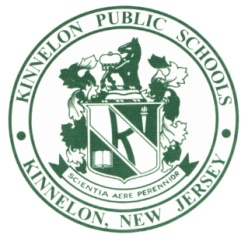 • KINNELON PUBLIC SCHOOLS •
K
SCIENTIA AERE PERENNIOR
KINNELON, NEW JERSEY